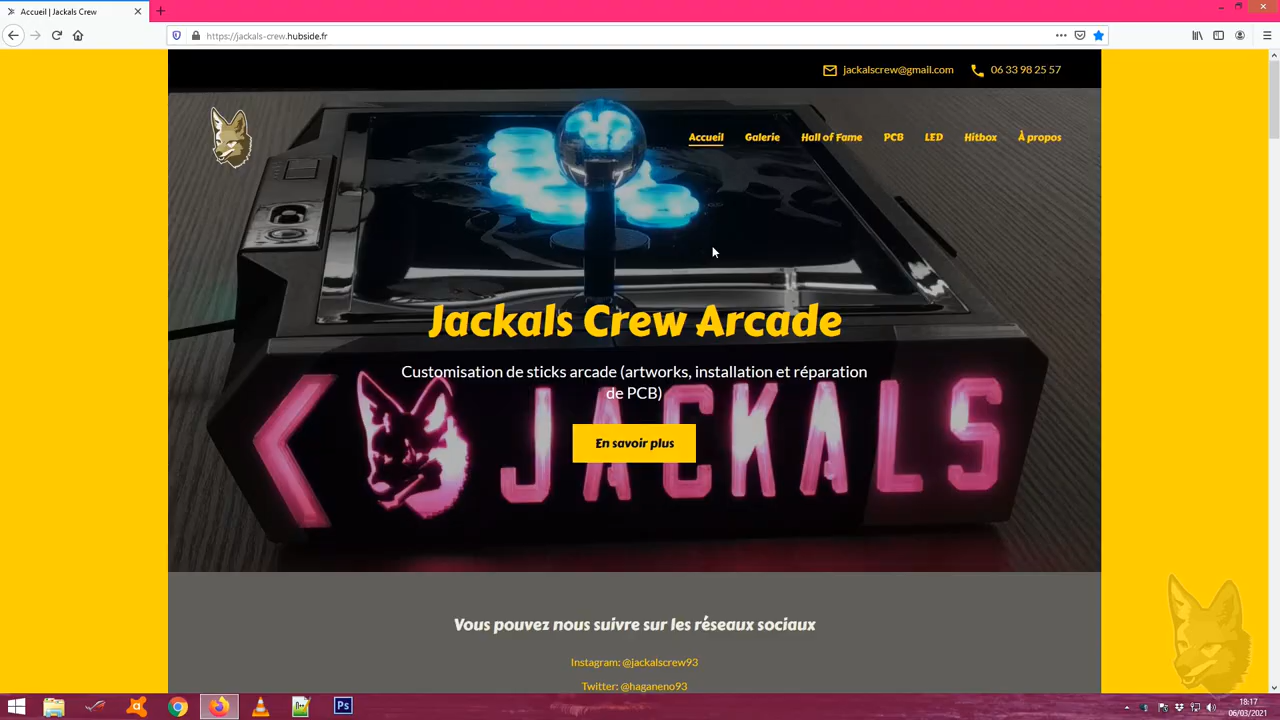 Accueil | Jackals Crew
https://jackals-crew.hubside.fr
jackalscrew@gmail.com
06 33 98 25 57
Accueil
Galerie
Hall of Fame
PCB
LED
Hitbox
À propos
Jackals Crew Arcade
Customisation de sticks arcade (artworks, installation et réparation
de PCB)
En savoir plus
JACKALS
Vous pouvez nous suivre sur les réseaux sociaux
Instagram: @jackalscrew93
Twitter: @haganeno93
Ps
18:17
06/03/2021